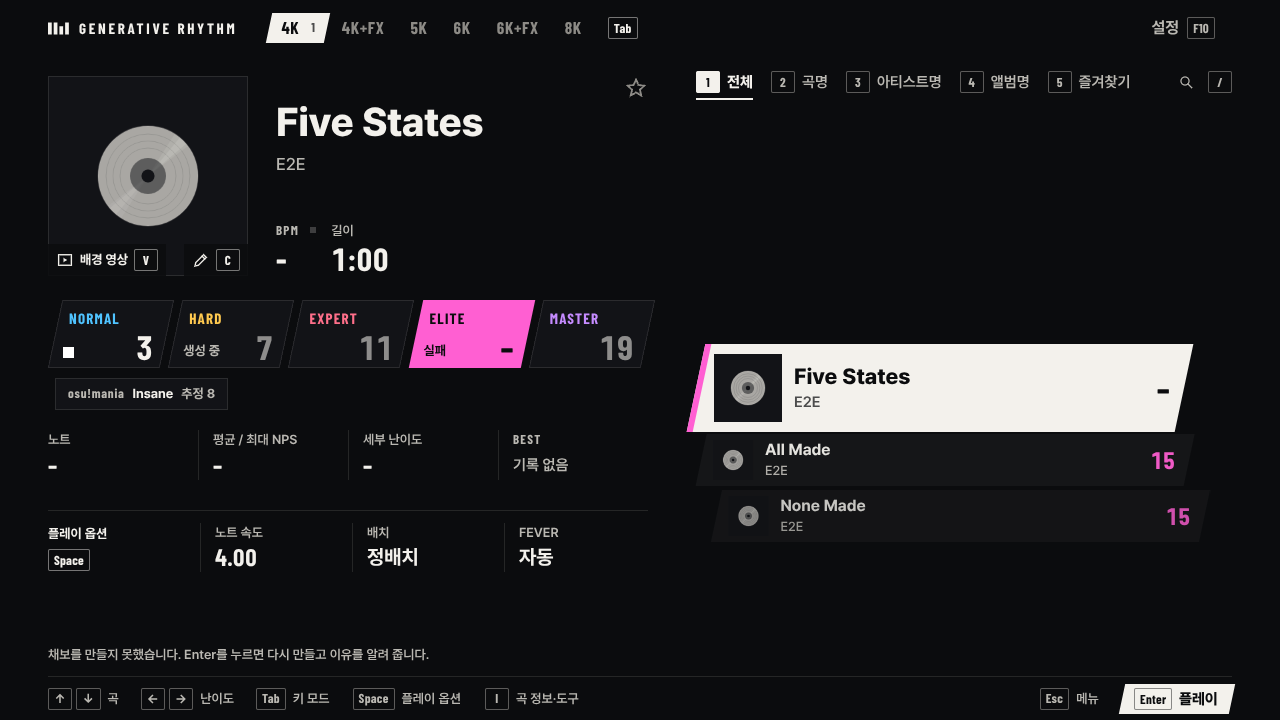 GENERATIVE RHYTHM
4K 1 4K+FX 5K 6K 6K+FX 8K Tab
설정 F10
1 전체 2 곡명 3 아티스트명 4 앨범명 5 즐겨찾기 /
Five States
E2E
BPM 길이
- 1:00
배경 영상 V C
NORMAL 3
HARD 생성 중 7
EXPERT 11
ELITE 실패 -
MASTER 19
osu!mania Insane 추정 8
노트 평균 / 최대 NPS 세부 난이도 BEST
- - - 기록 없음
플레이 옵션 노트 속도 배치 FEVER
Space 4.00 정배치 자동
Five States
E2E
-
All Made
E2E
15
None Made
E2E
15
채보를 만들지 못했습니다. Enter를 누르면 다시 만들고 이유를 알려 줍니다.
↑ ↓ 곡 ← → 난이도 Tab 키 모드 Space 플레이 옵션 I 곡 정보·도구
Esc 메뉴 Enter 플레이